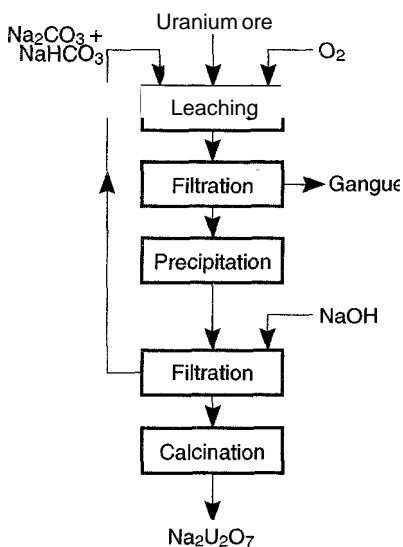 Uranium ore
Na₂CO₃ +
NaHCO₃
O₂
Leaching
Filtration
Gangue
Precipitation
NaOH
Filtration
Calcination
Na₂U₂O₇